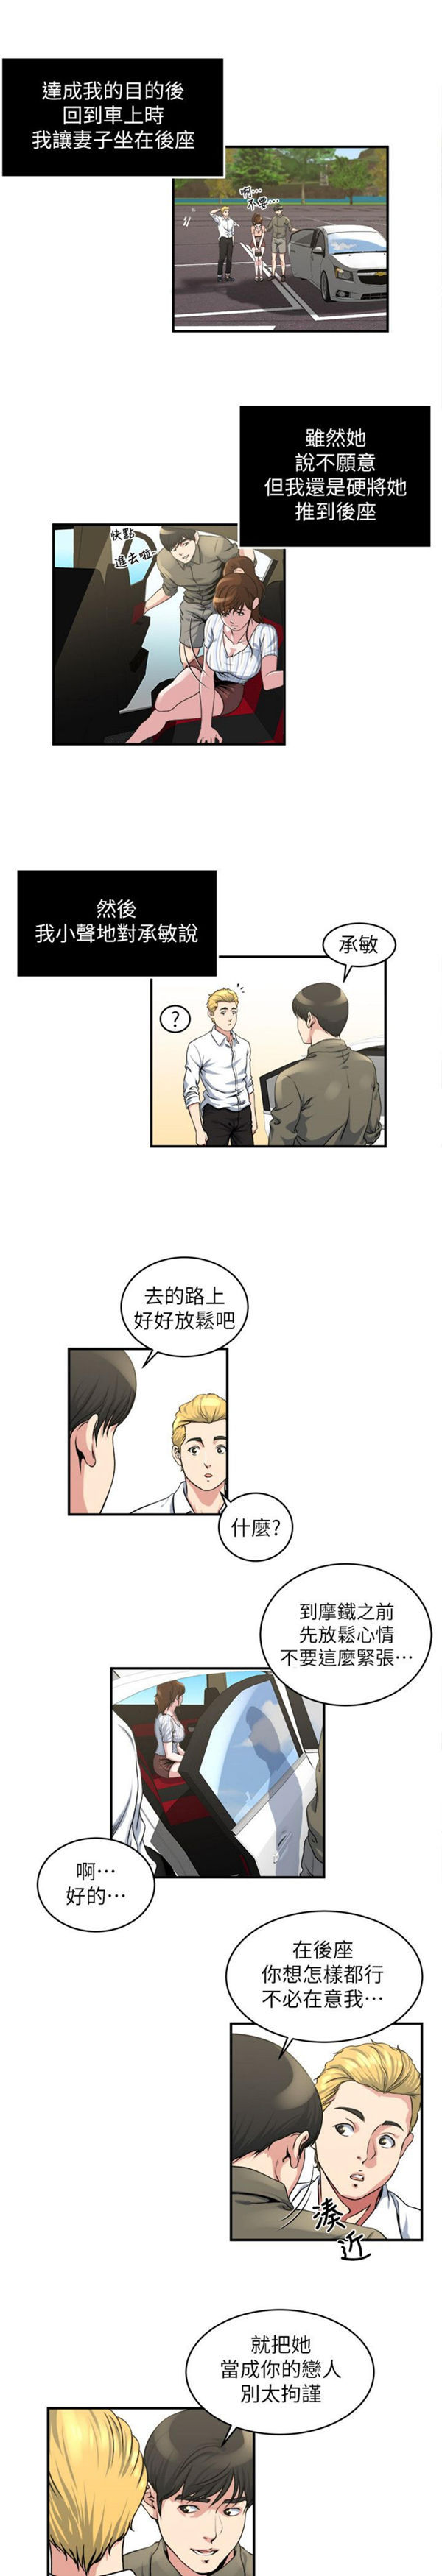 達成我的目的後
回到車上時
我讓妻子坐在後座
啊…
不要…
雖然她
說不願意
但我還是硬將她
推到後座
快點
進去啦~
然後
我小聲地對承敏說
承敏
?
去的路上
好好放鬆吧
什麼?
到摩鐵之前
先放鬆心情
不要這麼緊張…
啊…
好的…
在後座
你想怎樣都行
不必在意我…
湊
近
就把她
當成你的戀人
別太拘謹